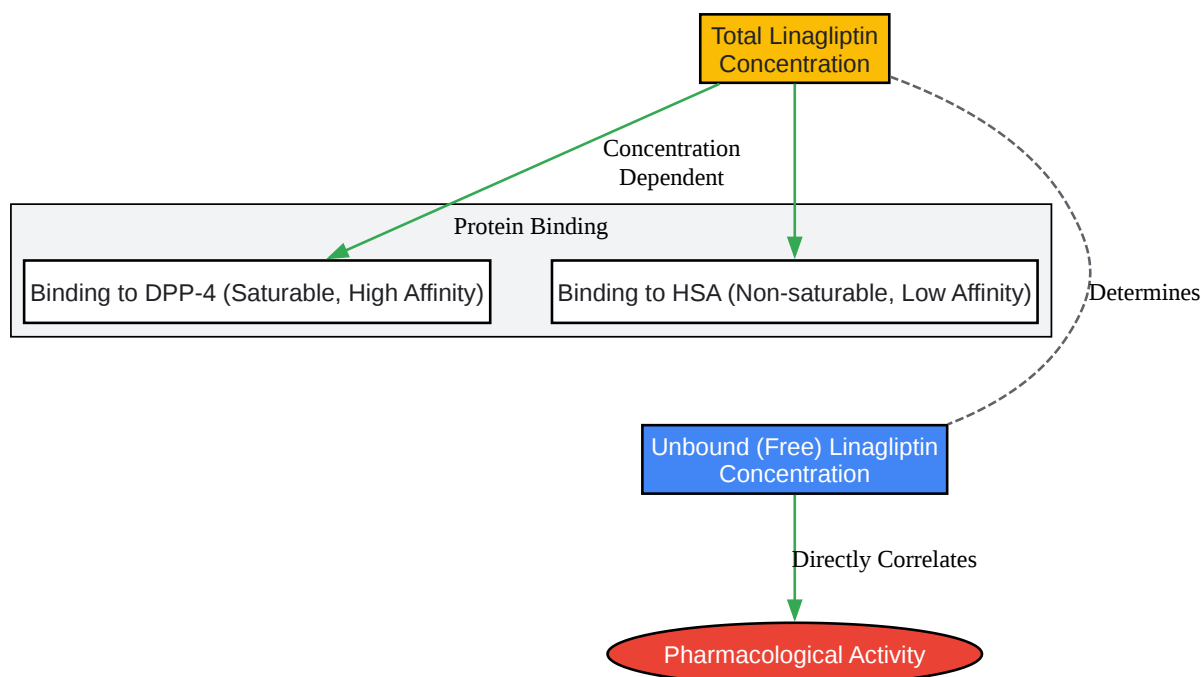 Total Linagliptin
Concentration
Concentration
Dependent
Protein Binding
Binding to DPP-4 (Saturable, High Affinity)
Binding to HSA (Non-saturable, Low Affinity)
Determines
Unbound (Free) Linagliptin
Concentration
Directly Correlates
Pharmacological Activity